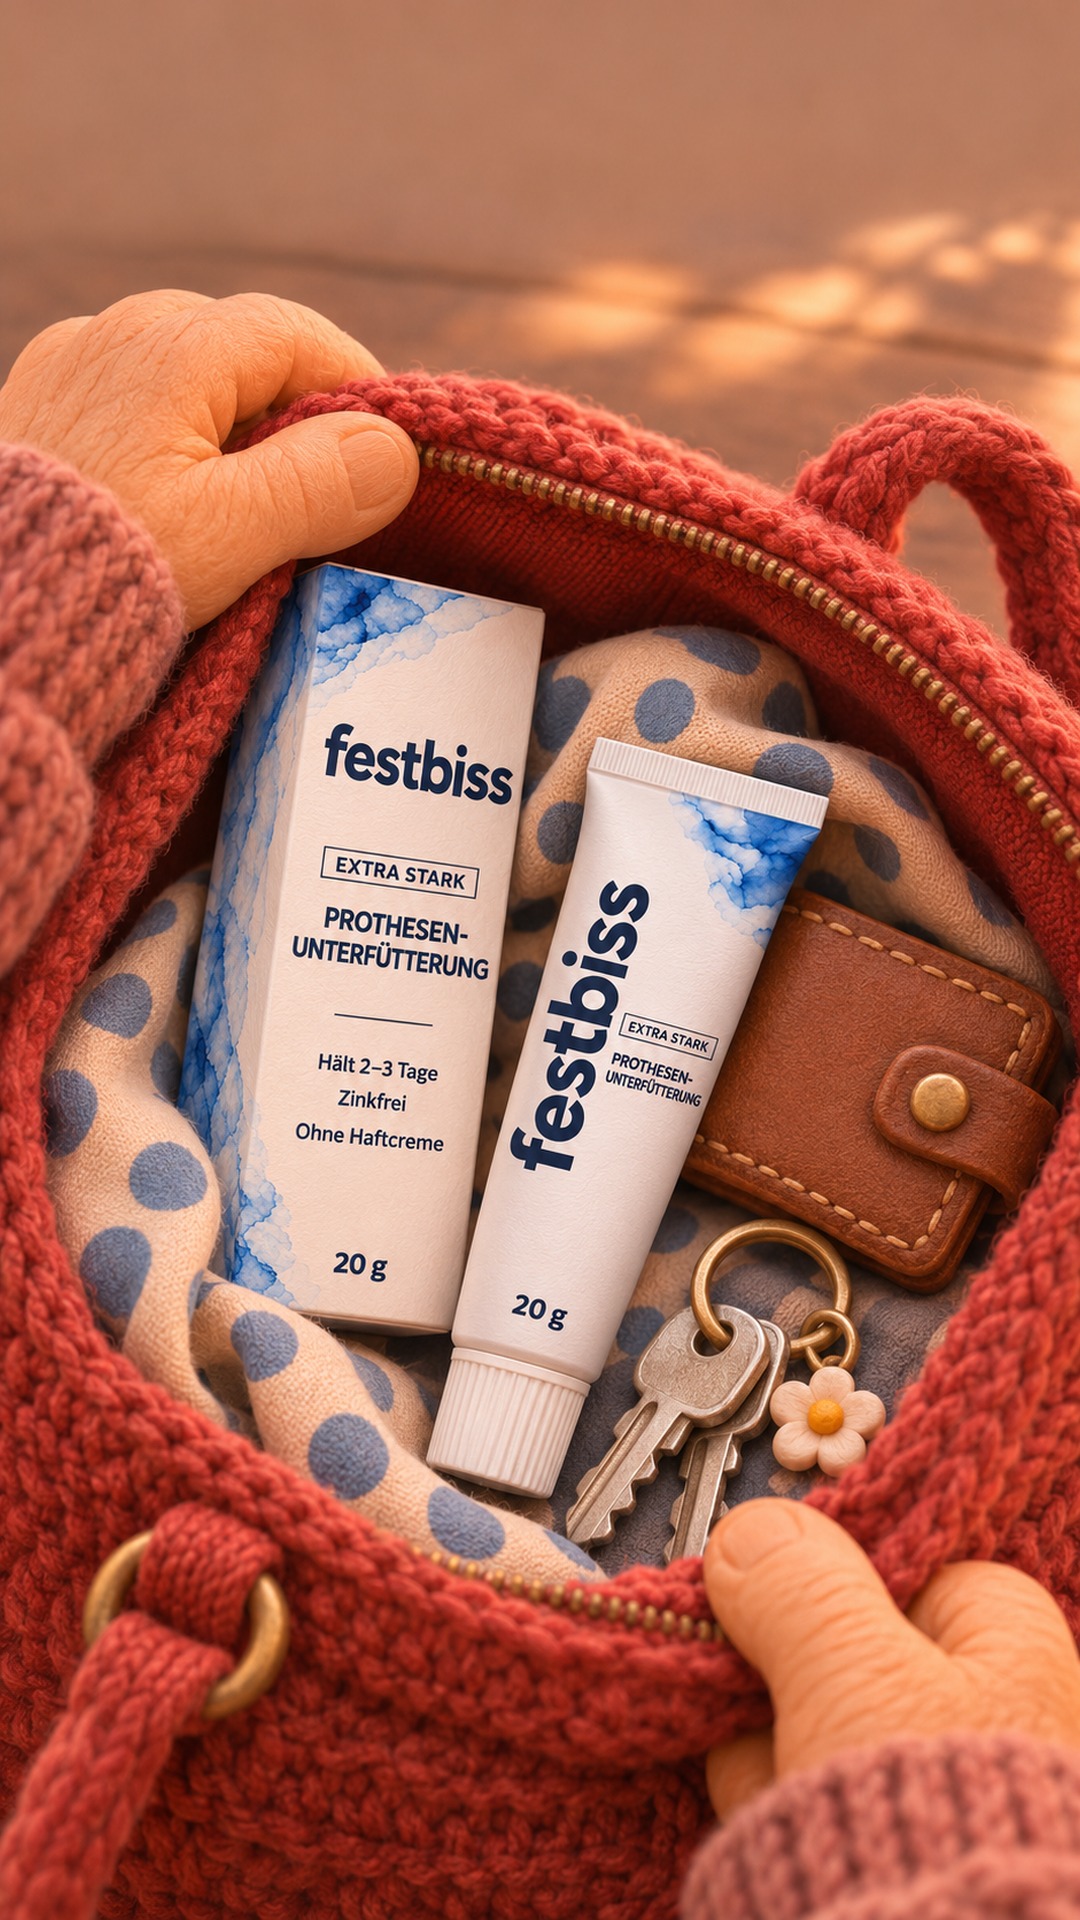 festbiss
EXTRA STARK
PROTHESEN-
UNTERFÜTTERUNG
Hält 2–3 Tage
Zinkfrei
Ohne Haftcreme
20 g
festbiss
EXTRA STARK
PROTHESEN-
UNTERFÜTTERUNG
20 g